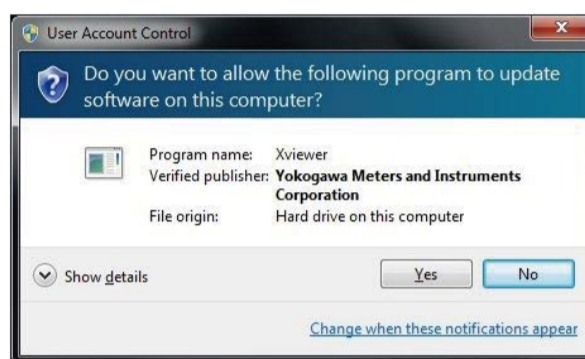 User Account Control
Do you want to allow the following program to update
software on this computer?
Program name: Xviewer
Verified publisher: Yokogawa Meters and Instruments
Corporation
File origin: Hard drive on this computer
Show details
Yes
No
Change when these notifications appear